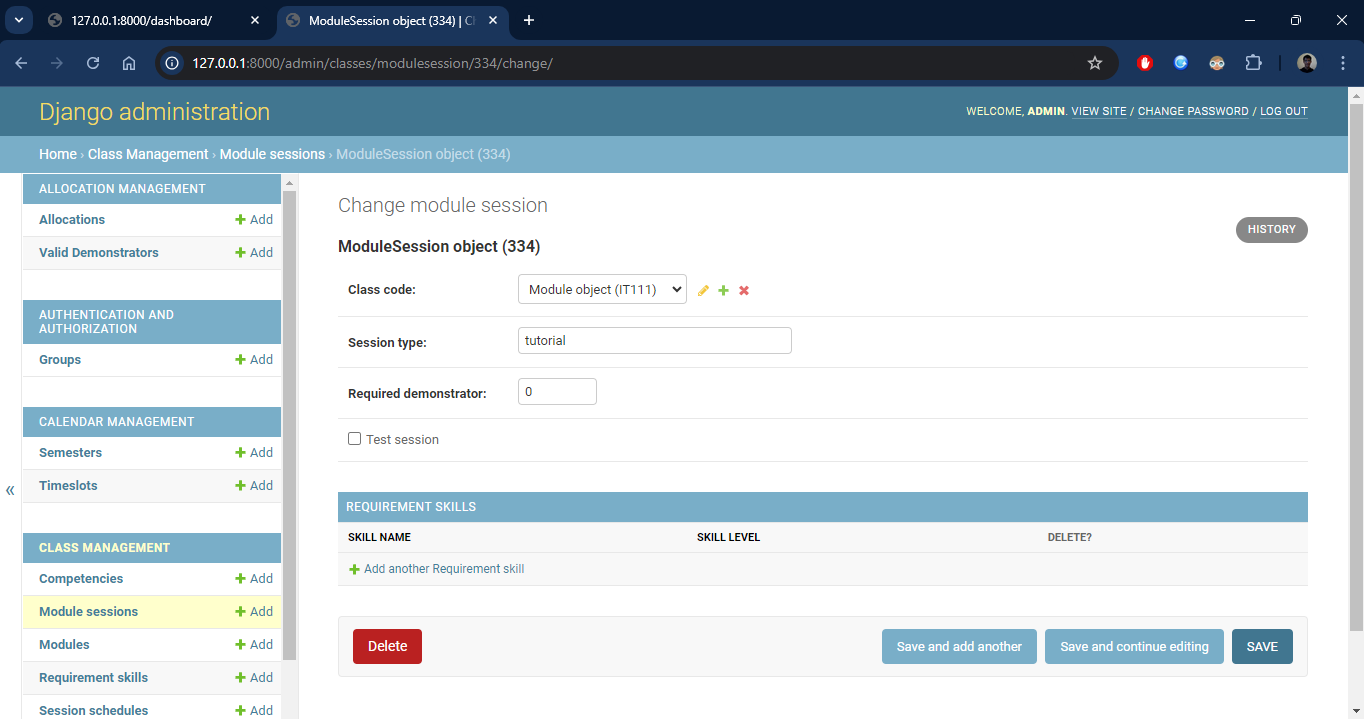 127.0.0.1:8000/dashboard/
ModuleSession object (334) | C
127.0.0.1:8000/admin/classes/modulesession/334/change/
Django administration
WELCOME, ADMIN. VIEW SITE / CHANGE PASSWORD / LOG OUT
Home › Class Management › Module sessions › ModuleSession object (334)
ALLOCATION MANAGEMENT
Allocations + Add
Valid Demonstrators + Add
AUTHENTICATION AND
AUTHORIZATION
Groups + Add
CALENDAR MANAGEMENT
Semesters + Add
Timeslots + Add
«
CLASS MANAGEMENT
Competencies + Add
Module sessions + Add
Modules + Add
Requirement skills + Add
Session schedules + Add
Change module session
HISTORY
ModuleSession object (334)
Class code: Module object (IT111)
Session type: tutorial
Required demonstrator: 0
Test session
REQUIREMENT SKILLS
SKILL NAME SKILL LEVEL DELETE?
+ Add another Requirement skill
Delete Save and add another Save and continue editing SAVE